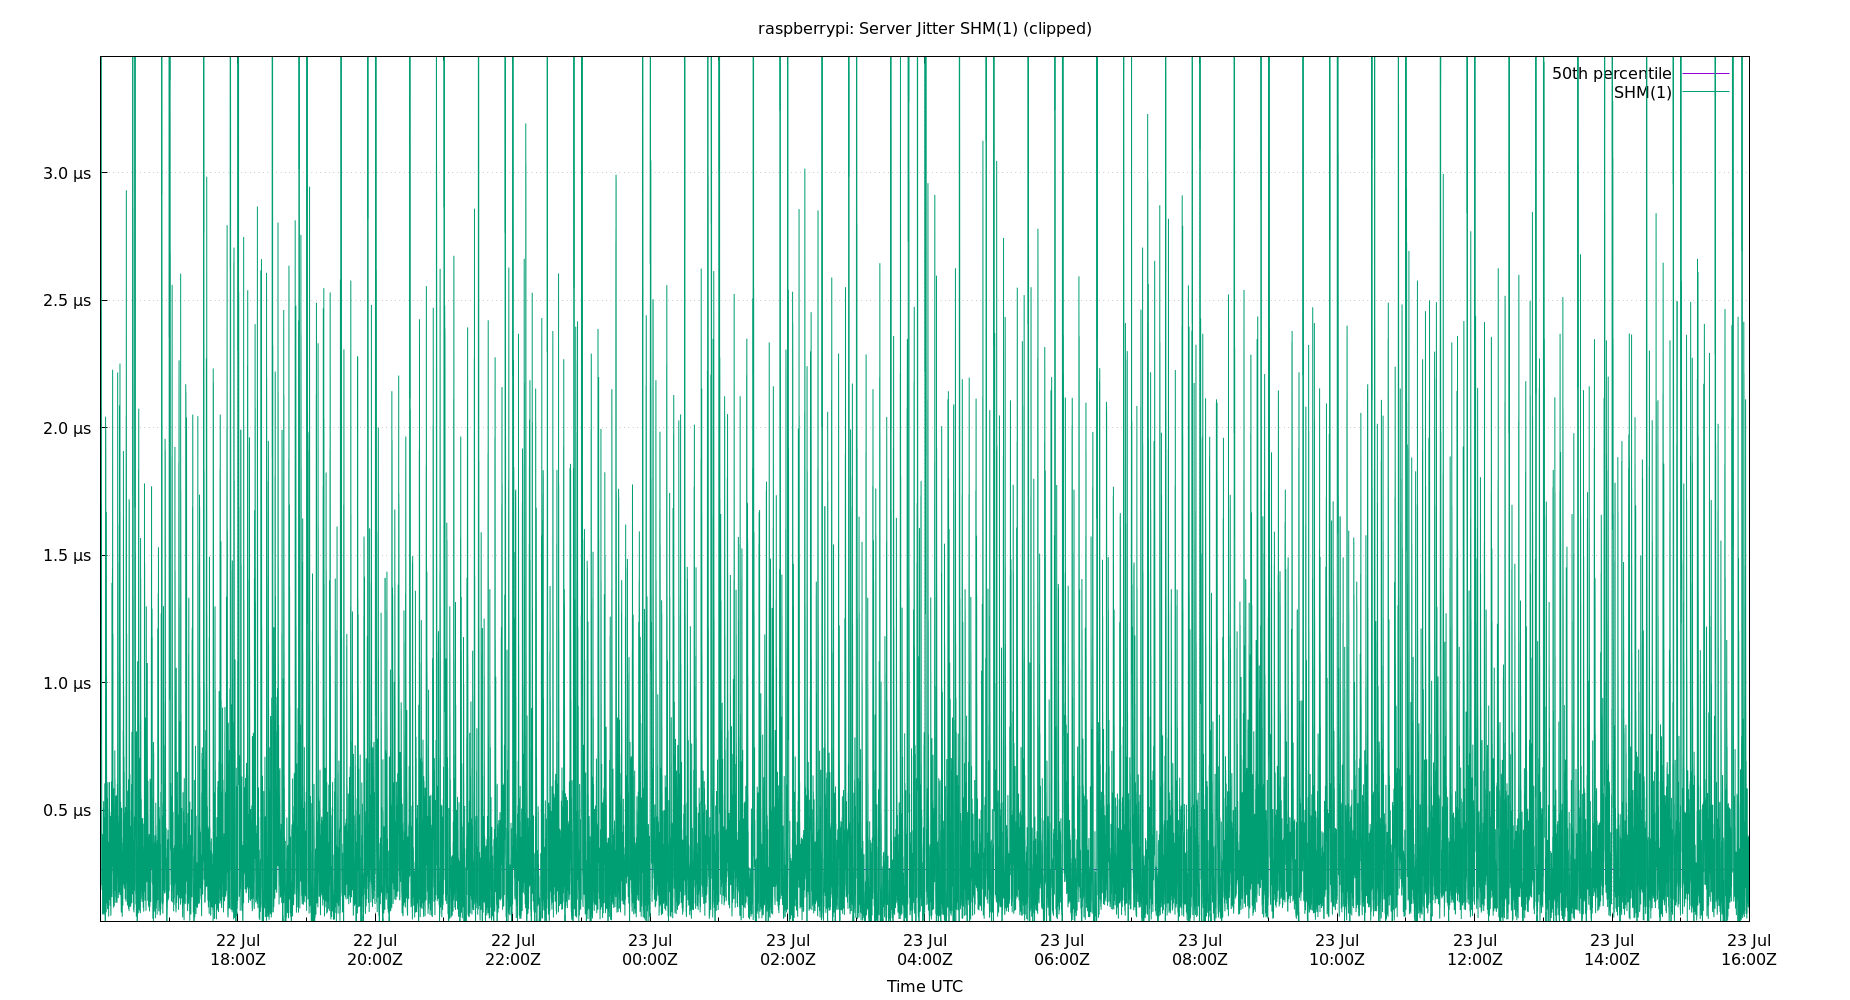 raspberrypi: Server Jitter SHM(1) (clipped)
50th percentile
SHM(1)
3.0 µs
2.5 µs
2.0 µs
1.5 µs
1.0 µs
0.5 µs
22 Jul 22 Jul 22 Jul 23 Jul 23 Jul 23 Jul 23 Jul 23 Jul 23 Jul 23 Jul 23 Jul 23 Jul
18:00Z 20:00Z 22:00Z 00:00Z 02:00Z 04:00Z 06:00Z 08:00Z 10:00Z 12:00Z 14:00Z 16:00Z
Time UTC